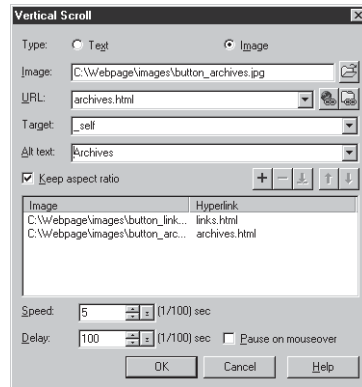 Vertical Scroll
Type: Text Image
Image: C:\Webpage\images\button_archives.jpg
URL: archives.html
Target: _self
Alt text: Archives
Keep aspect ratio
Image Hyperlink
C:\Webpage\images\button_link... links.html
C:\Webpage\images\button_arc... archives.html
Speed: 5 (1/100) sec
Delay: 100 (1/100) sec Pause on mouseover
OK Cancel Help